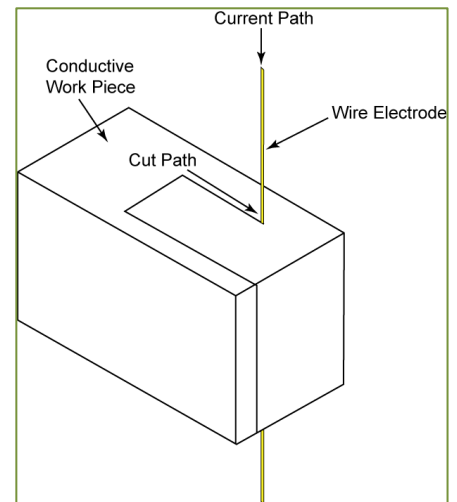 Current Path
Conductive
Work Piece
Wire Electrode
Cut Path